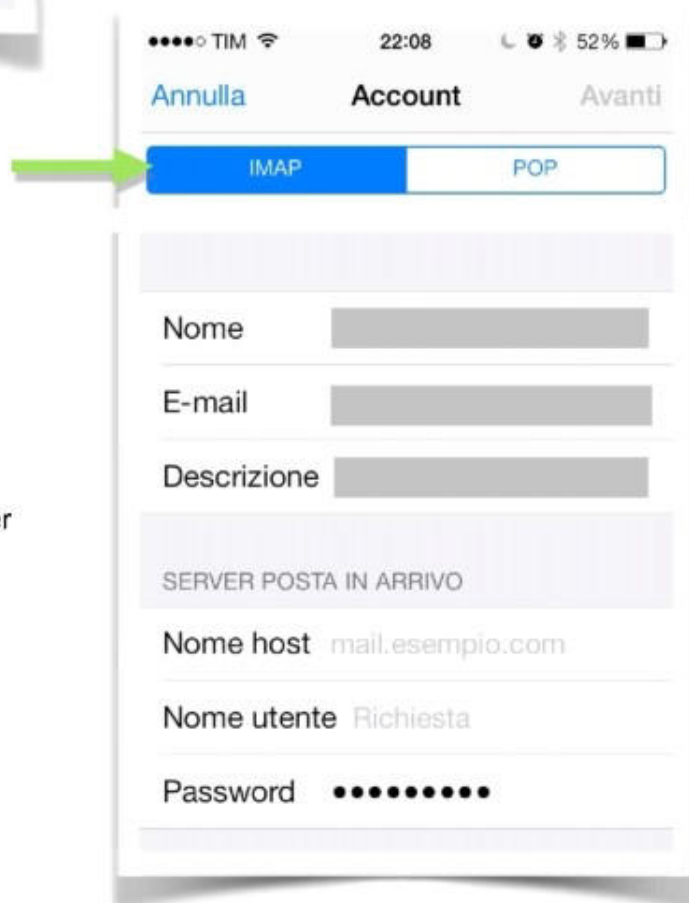 TIM 22:08 52%
Annulla Account Avanti
IMAP POP
Nome
E-mail
Descrizione
er
SERVER POSTA IN ARRIVO
Nome host mail.esempio.com
Nome utente Richiesta
Password ●●●●●●●●●